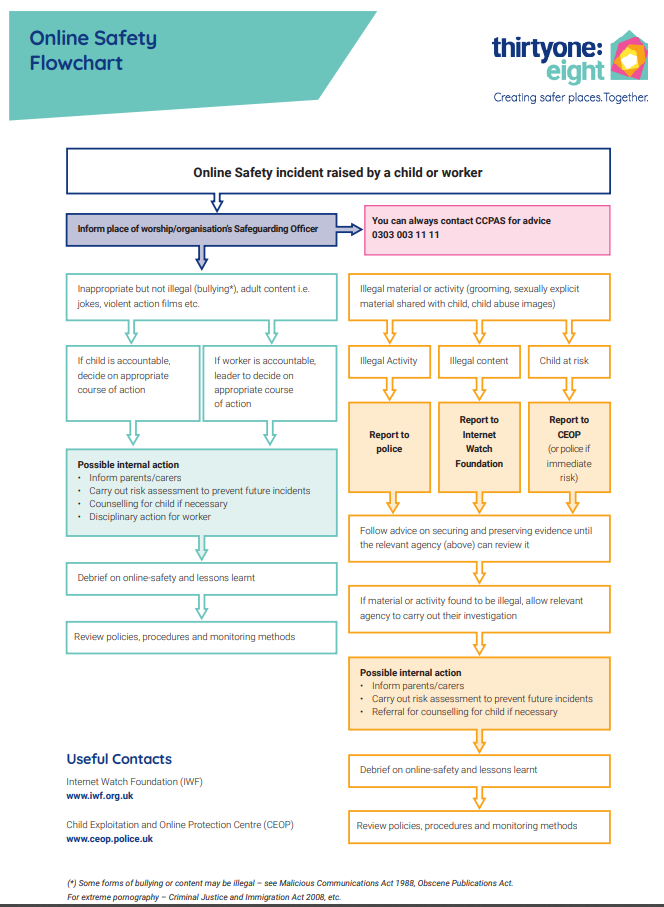 Online Safety
Flowchart
thirtyone:
eight
Creating safer places.Together.
Online Safety incident raised by a child or worker
Inform place of worship/organisation's Safeguarding Officer
You can always contact CCPAS for advice
0303 003 11 11
Inappropriate but not illegal (bullying*), adult content i.e.
jokes, violent action films etc.
Illegal material or activity (grooming, sexually explicit
material shared with child, child abuse images)
If child is accountable,
decide on appropriate
course of action
If worker is accountable,
leader to decide on
appropriate course
of action
Illegal Activity
Illegal content
Child at risk
Report to
police
Report to
Internet
Watch
Foundation
Report to
CEOP
(or police if
immediate
risk)
Possible internal action
• Inform parents/carers
• Carry out risk assessment to prevent future incidents
• Counselling for child if necessary
• Disciplinary action for worker
Debrief on online-safety and lessons learnt
Review policies, procedures and monitoring methods
Follow advice on securing and preserving evidence until
the relevant agency (above) can review it
If material or activity found to be illegal, allow relevant
agency to carry out their investigation
Possible internal action
• Inform parents/carers
• Carry out risk assessment to prevent future incidents
• Referral for counselling for child if necessary
Debrief on online-safety and lessons learnt
Review policies, procedures and monitoring methods
Useful Contacts
Internet Watch Foundation (IWF)
www.iwf.org.uk
Child Exploitation and Online Protection Centre (CEOP)
www.ceop.police.uk
(*) Some forms of bullying or content may be illegal – see Malicious Communications Act 1988, Obscene Publications Act.
For extreme pornography – Criminal Justice and Immigration Act 2008, etc.